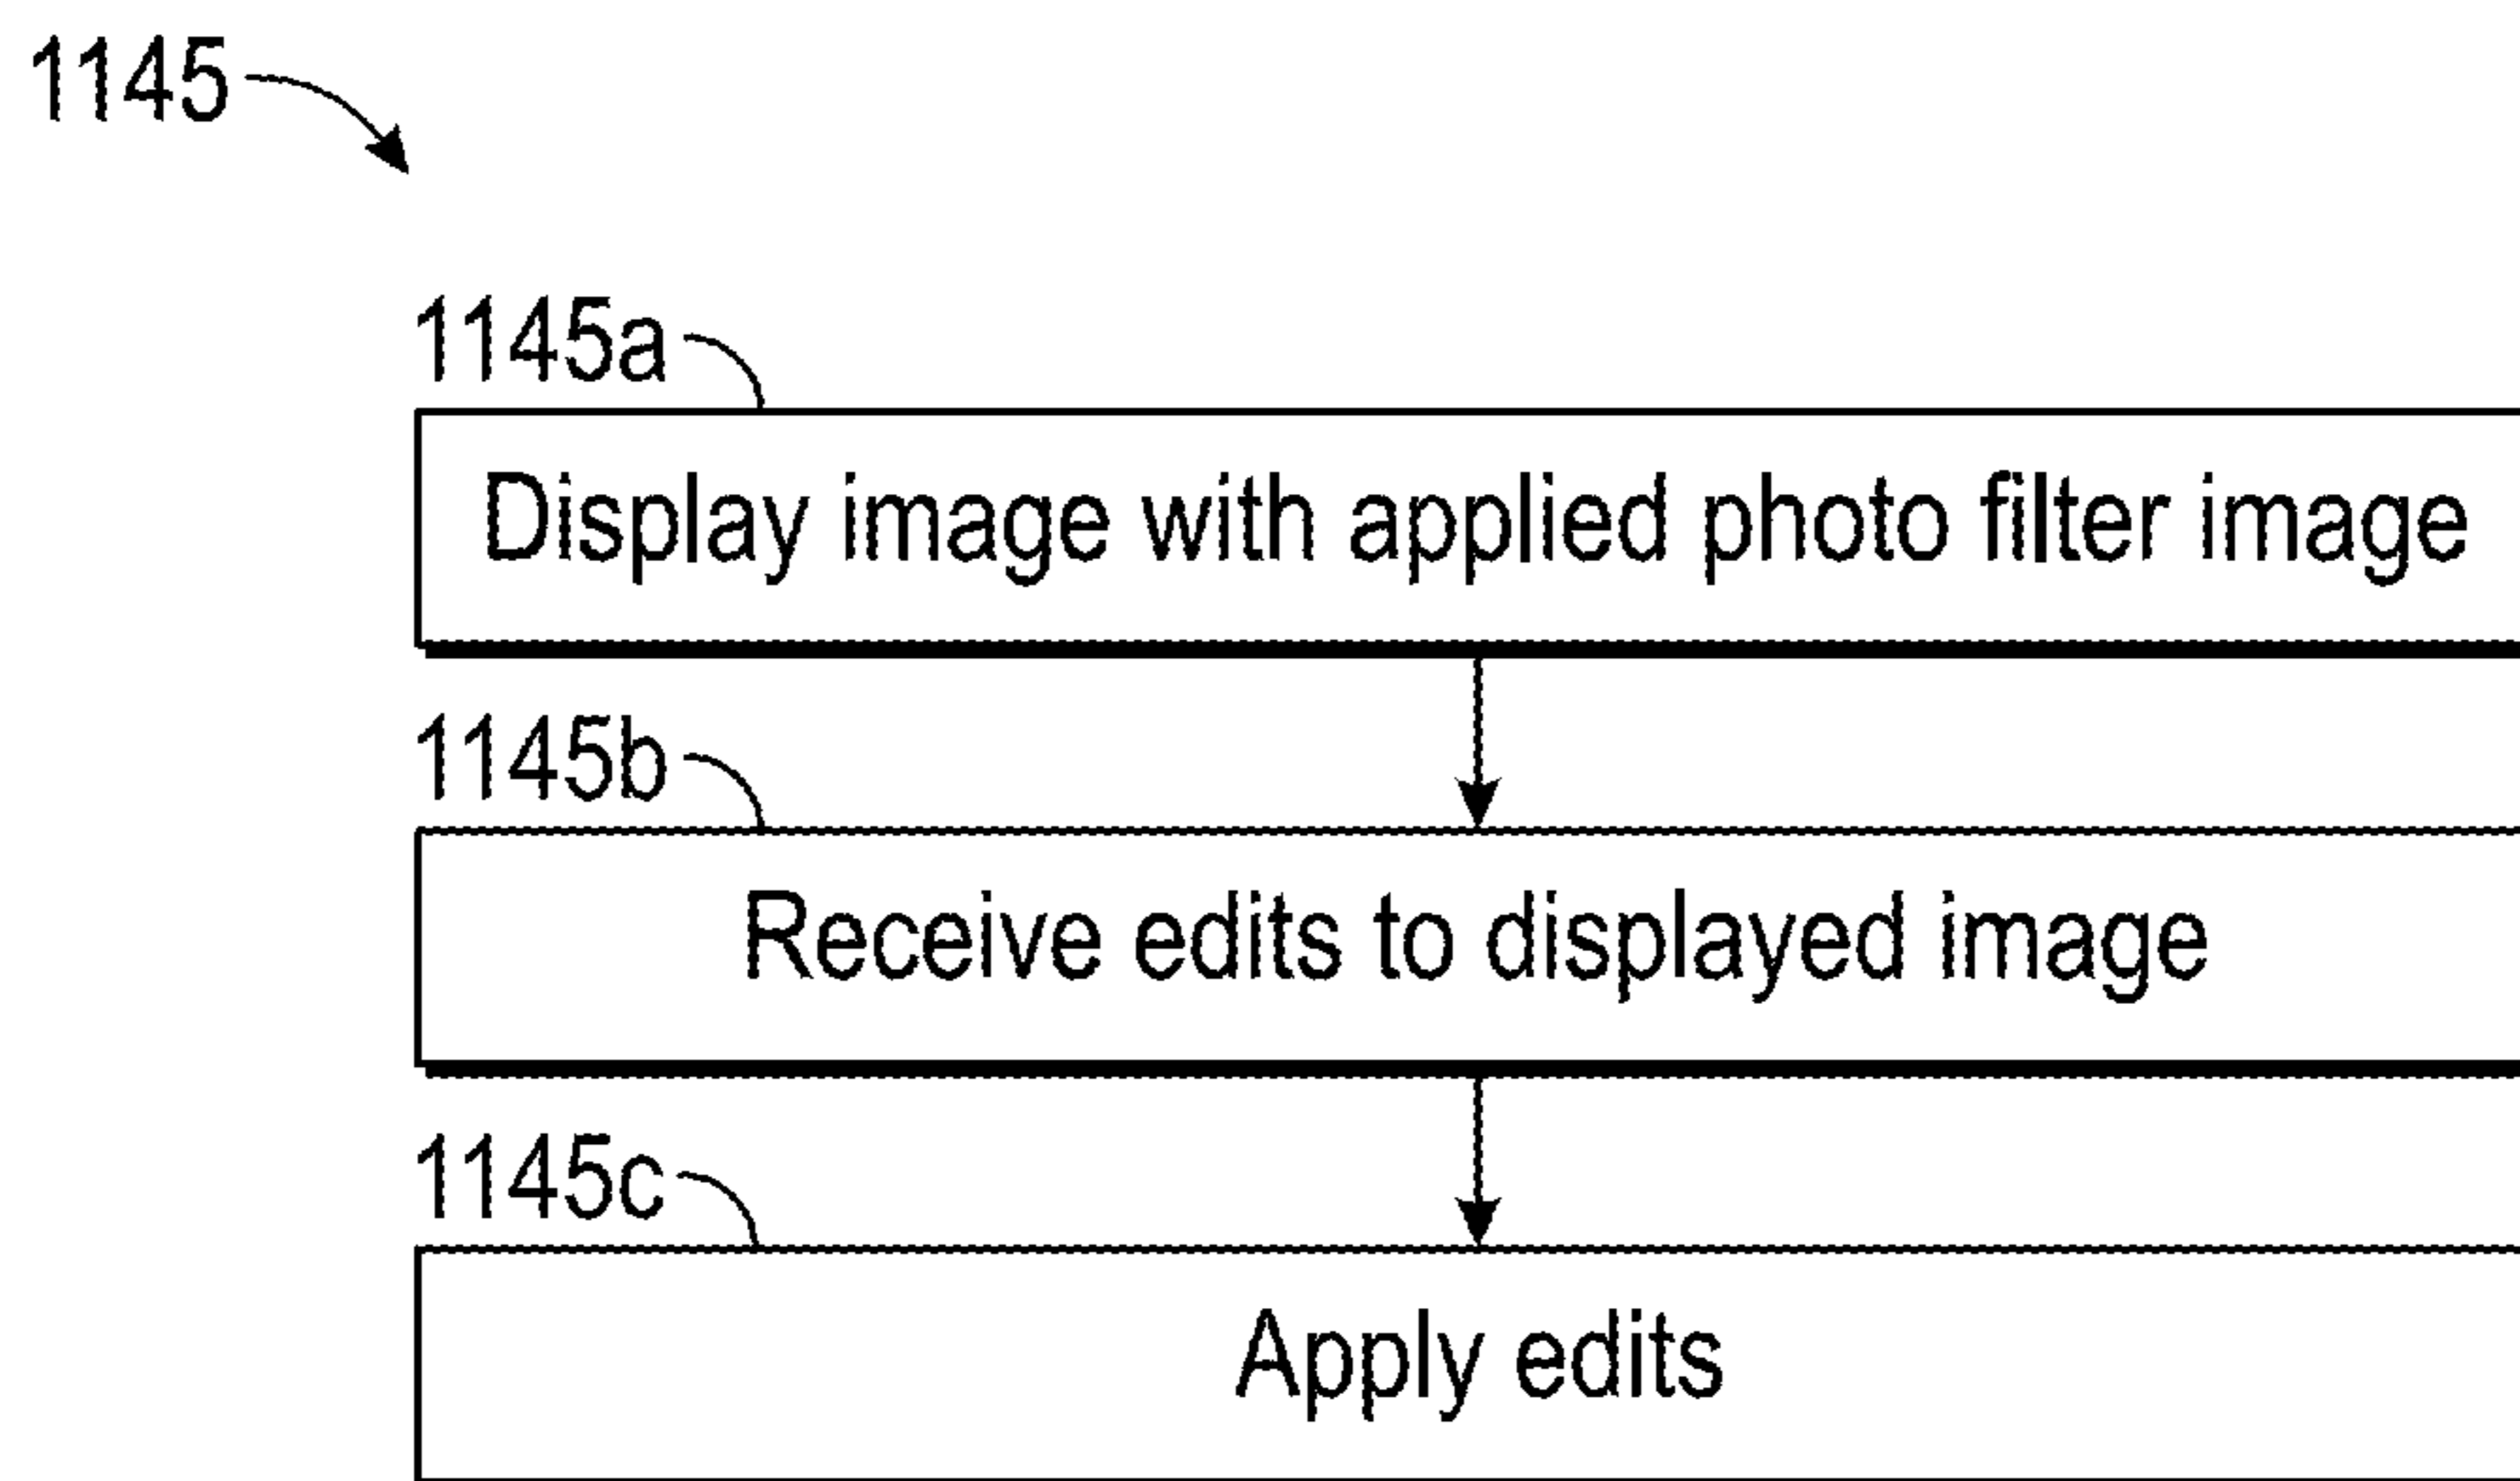 1145
1145a
Display image with applied photo filter image
1145b
Receive edits to displayed image
1145c
Apply edits